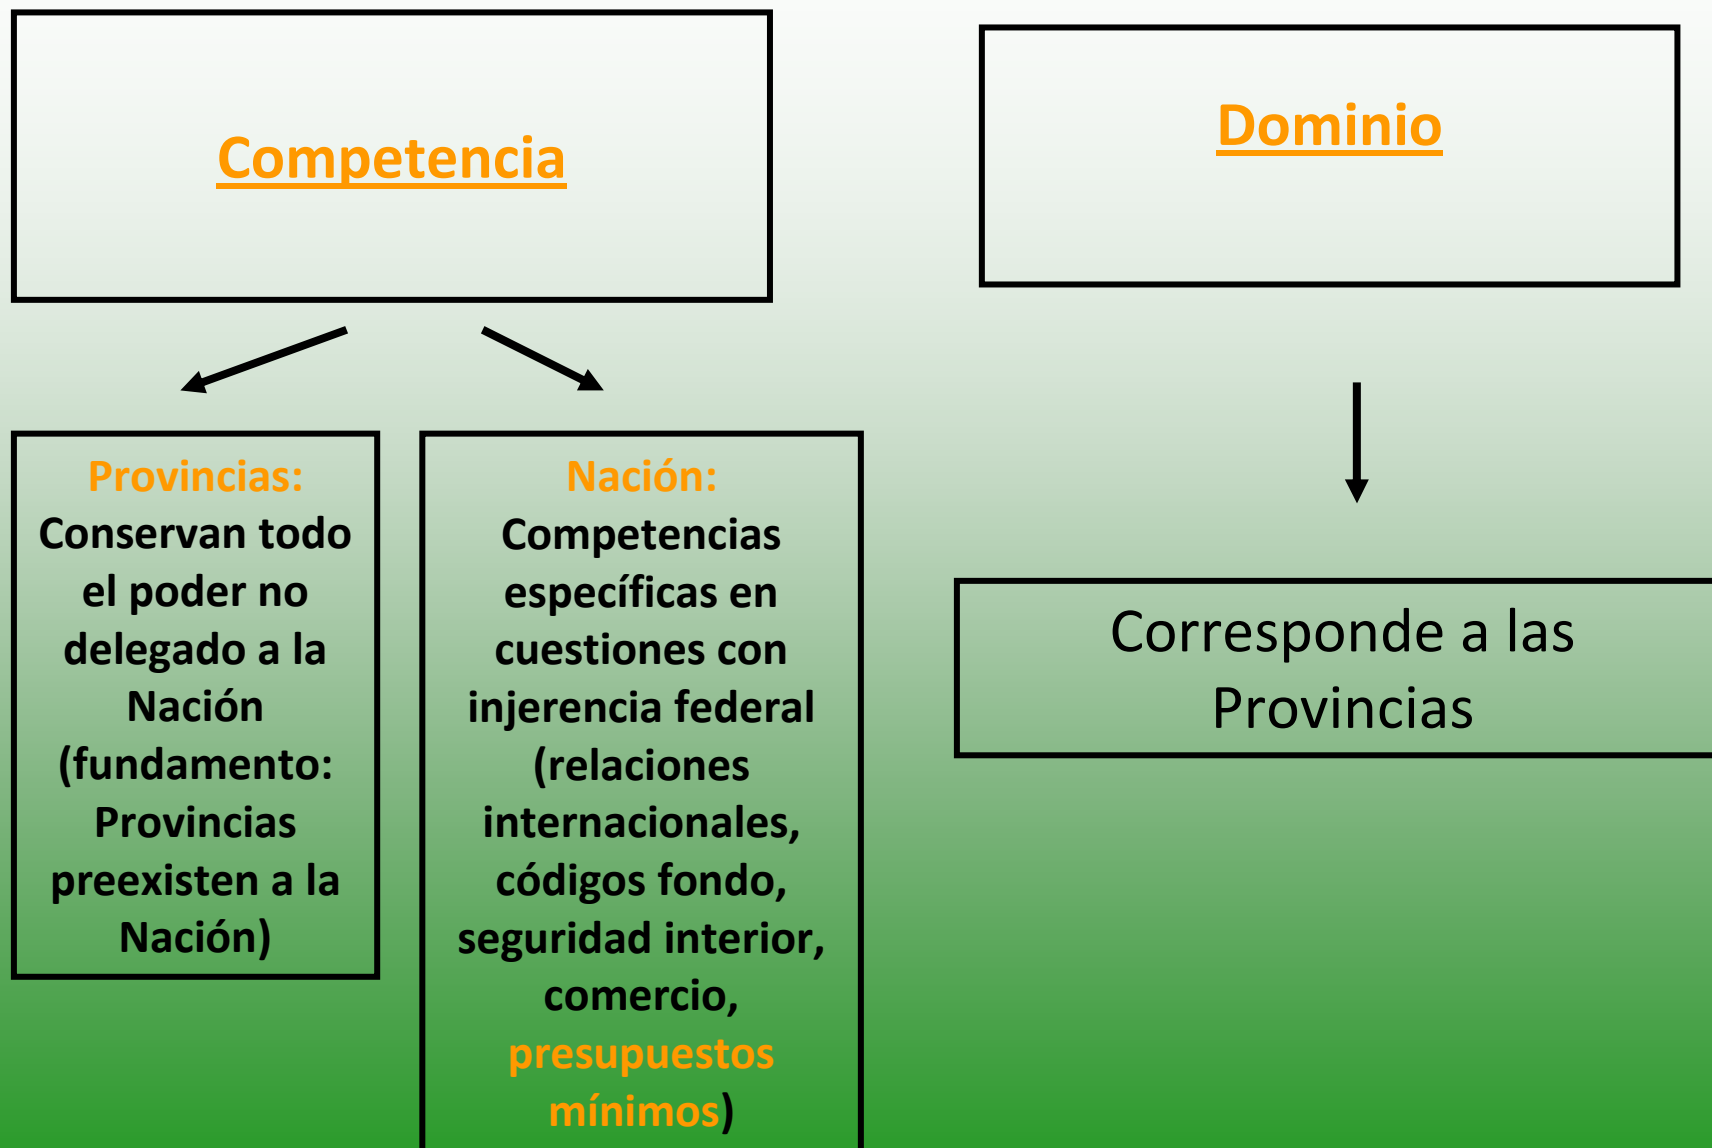 Competencia
Dominio
Provincias:
Conservan todo
el poder no
delegado a la
Nación
(fundamento:
Provincias
preexisten a la
Nación)
Nación:
Competencias
específicas en
cuestiones con
injerencia federal
(relaciones
internacionales,
códigos fondo,
seguridad interior,
comercio,
presupuestos
mínimos)
Corresponde a las
Provincias